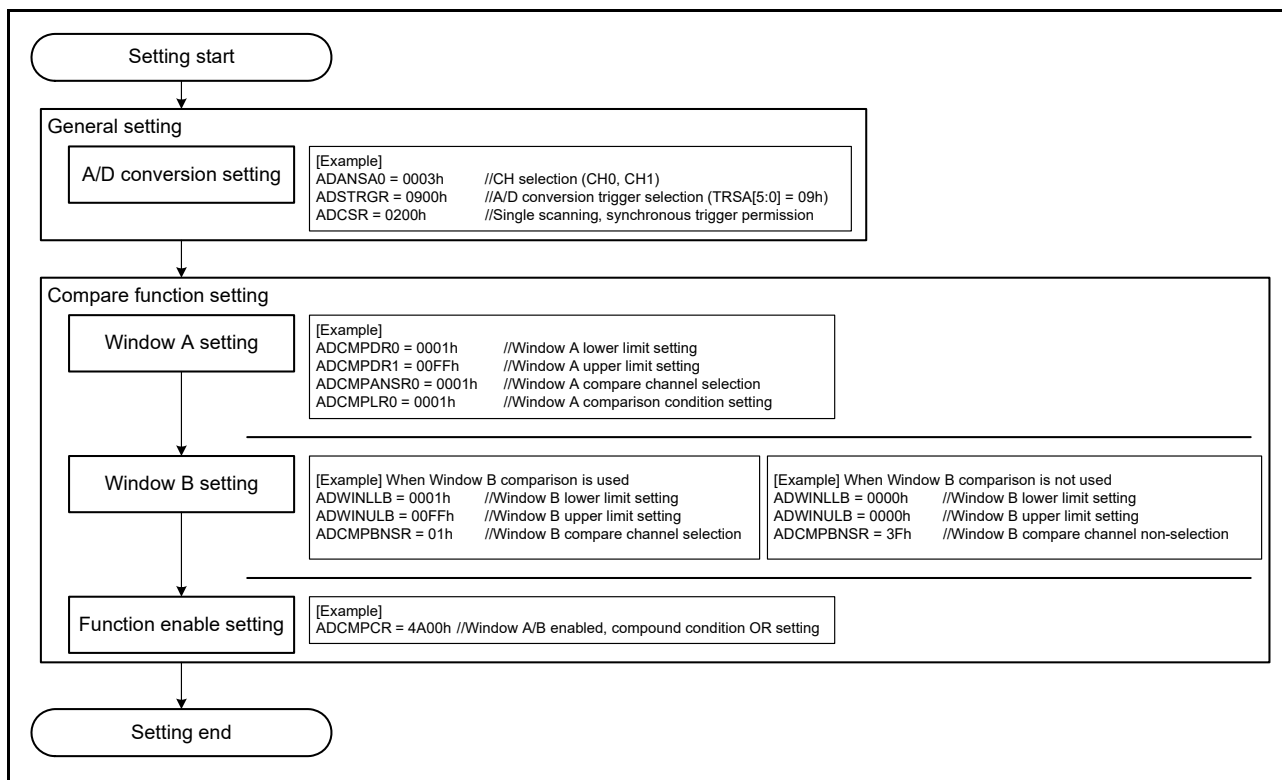 Setting start
General setting
A/D conversion setting
[Example]
ADANSA0 = 0003h //CH selection (CH0, CH1)
ADSTRGR = 0900h //A/D conversion trigger selection (TRSA[5:0] = 09h)
ADCSR = 0200h //Single scanning, synchronous trigger permission
Compare function setting
Window A setting
[Example]
ADCMPDR0 = 0001h //Window A lower limit setting
ADCMPDR1 = 00FFh //Window A upper limit setting
ADCMPANSR0 = 0001h //Window A compare channel selection
ADCMPLR0 = 0001h //Window A comparison condition setting
Window B setting
[Example] When Window B comparison is used
ADWINLLB = 0001h //Window B lower limit setting
ADWINULB = 00FFh //Window B upper limit setting
ADCMPBNSR = 01h //Window B compare channel selection
[Example] When Window B comparison is not used
ADWINLLB = 0000h //Window B lower limit setting
ADWINULB = 0000h //Window B upper limit setting
ADCMPBNSR = 3Fh //Window B compare channel non-selection
Function enable setting
[Example]
ADCMPCR = 4A00h //Window A/B enabled, compound condition OR setting
Setting end